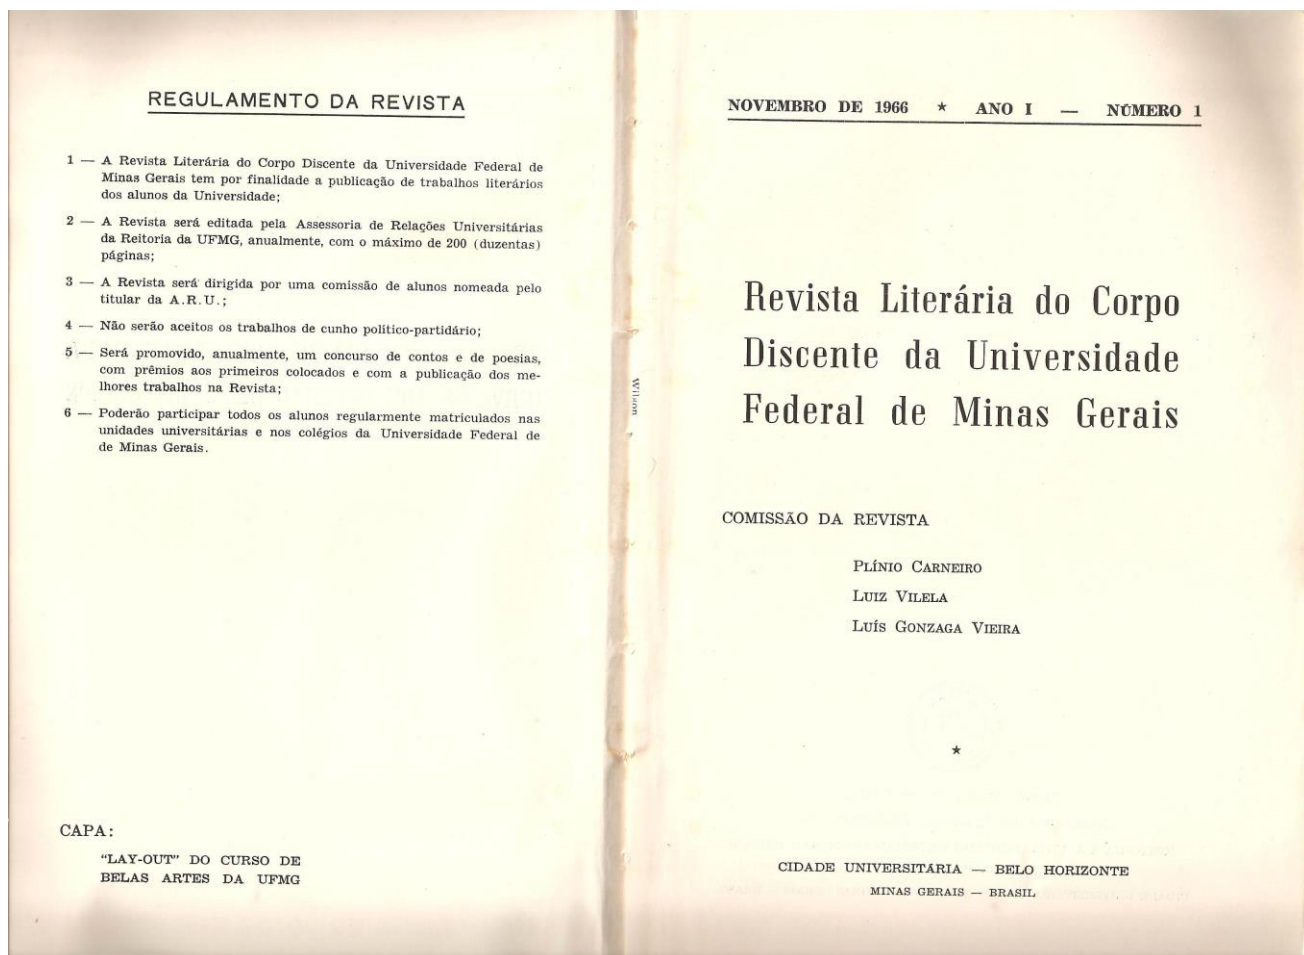 REGULAMENTO DA REVISTA
1 — A Revista Literária do Corpo Discente da Universidade Federal de
Minas Gerais tem por finalidade a publicação de trabalhos literários
dos alunos da Universidade;
2 — A Revista será editada pela Assessoria de Relações Universitárias
da Reitoria da UFMG, anualmente, com o máximo de 200 (duzentas)
páginas;
3 — A Revista será dirigida por uma comissão de alunos nomeada pelo
titular da A.R.U.;
4 — Não serão aceitos os trabalhos de cunho político-partidário;
5 — Será promovido, anualmente, um concurso de contos e de poesias,
com prêmios aos primeiros colocados e com a publicação dos me-
lhores trabalhos na Revista;
6 — Poderão participar todos os alunos regularmente matriculados nas
unidades universitárias e nos colégios da Universidade Federal de
de Minas Gerais.
CAPA:
"LAY-OUT" DO CURSO DE
BELAS ARTES DA UFMG
Wilson
NOVEMBRO DE 1966 ★ ANO I — NÚMERO 1
Revista Literária do Corpo
Discente da Universidade
Federal de Minas Gerais
COMISSÃO DA REVISTA
PLÍNIO CARNEIRO
LUIZ VILELA
LUÍS GONZAGA VIEIRA
★
CIDADE UNIVERSITÁRIA — BELO HORIZONTE
MINAS GERAIS — BRASIL